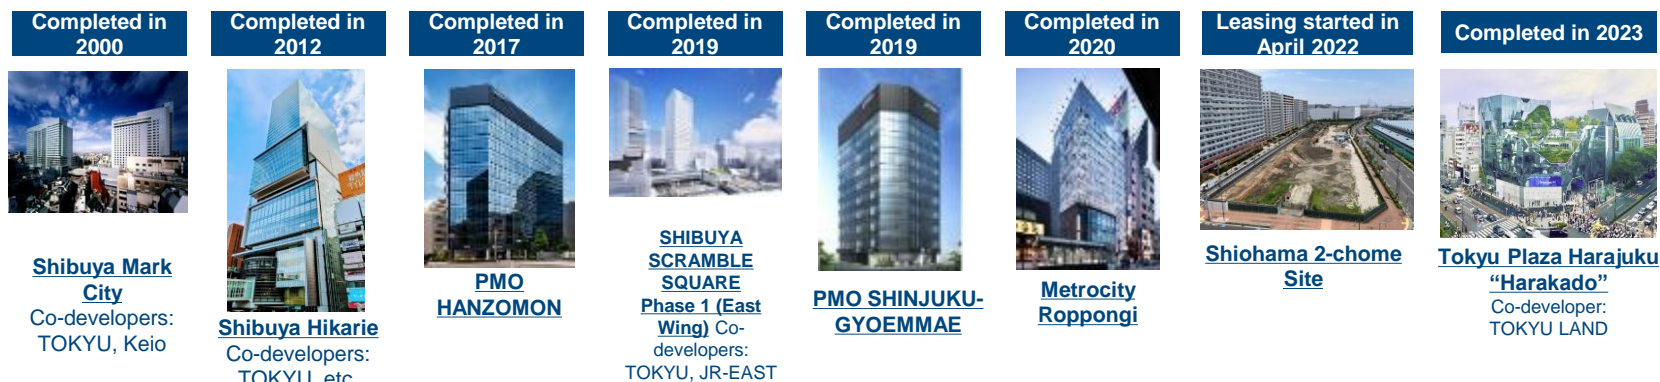 Completed in
2000
Shibuya Mark
City
Co-developers:
TOKYU, Keio
Completed in
2012
Shibuya Hikarie
Co-developers:
TOKYU, etc.
Completed in
2017
PMO
HANZOMON
Completed in
2019
SHIBUYA
SCRAMBLE
SQUARE
Phase 1 (East
Wing) Co-
developers:
TOKYU, JR-EAST
Completed in
2019
PMO SHINJUKU-
GYOEMMAE
Completed in
2020
Metrocity
Roppongi
Leasing started in
April 2022
Shiohama 2-chome
Site
Completed in 2023
Tokyu Plaza Harajuku
“Harakado”
Co-developer:
TOKYU LAND